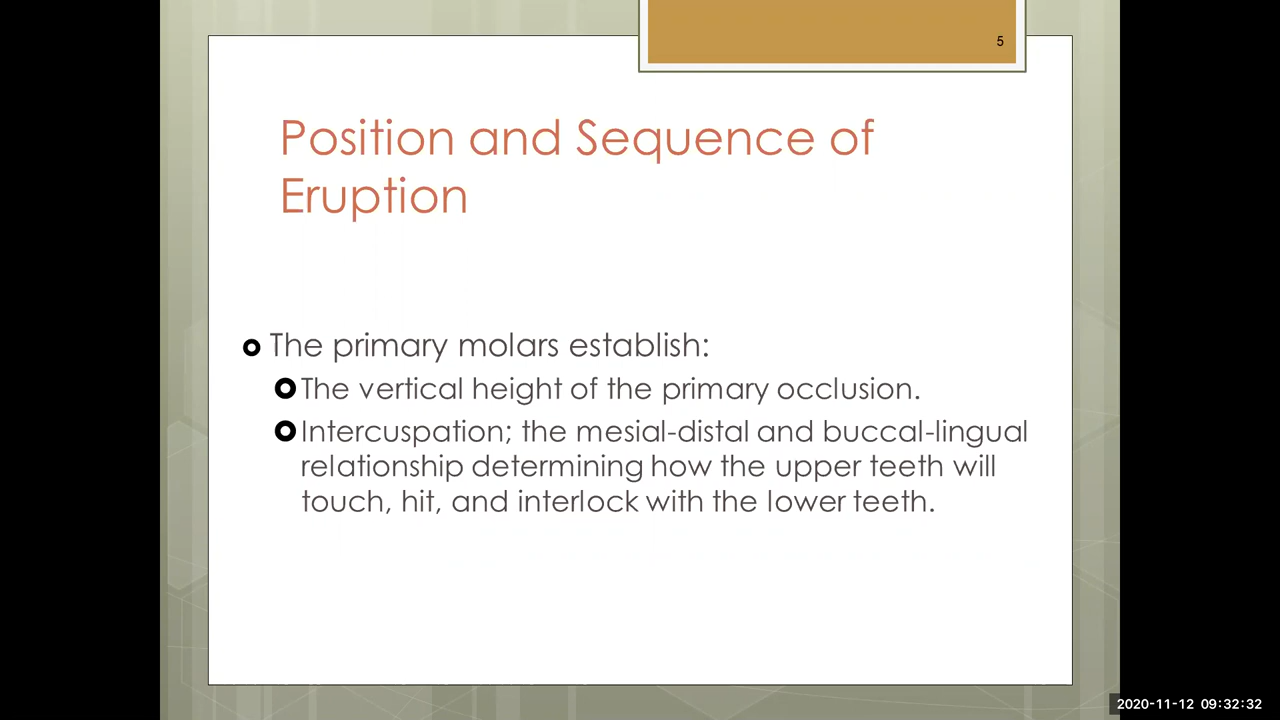 5
Position and Sequence of
Eruption
The primary molars establish:
The vertical height of the primary occlusion.
Intercuspation; the mesial-distal and buccal-lingual
relationship determining how the upper teeth will
touch, hit, and interlock with the lower teeth.
2020-11-12 09:32:32